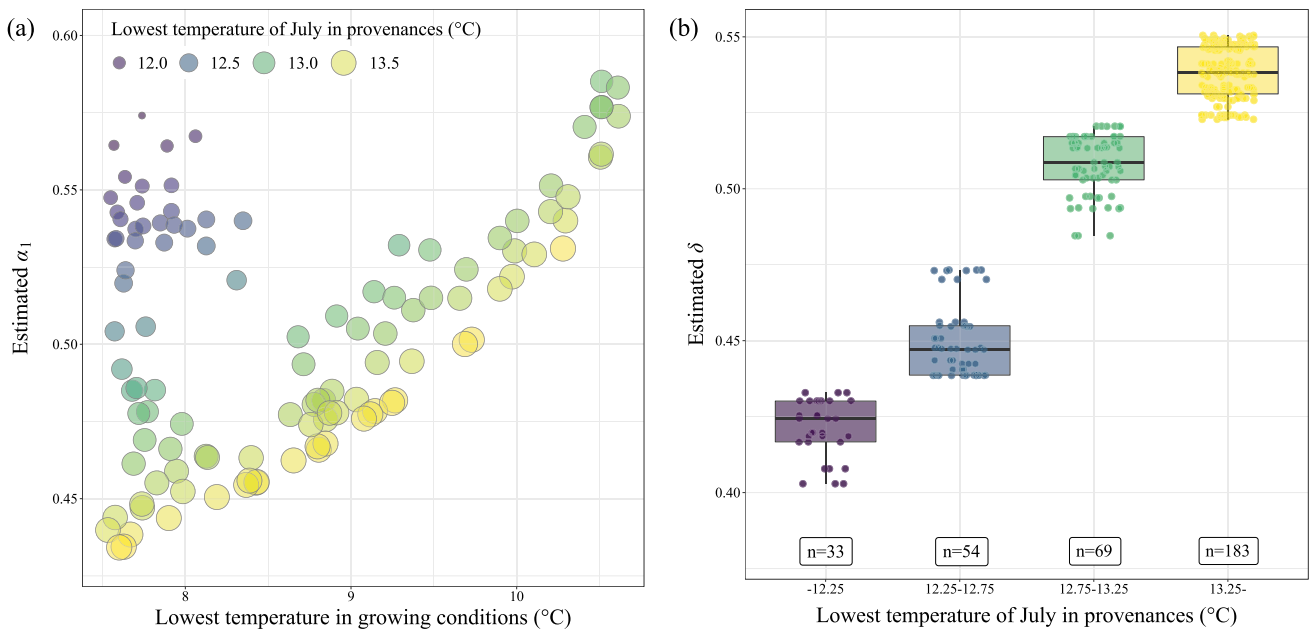 (a)
Lowest temperature of July in provenances (°C)
12.0 12.5 13.0 13.5
Estimated α₁
0.60
0.55
0.50
0.45
8 9 10
Lowest temperature in growing conditions (°C)
(b)
Estimated δ
0.55
0.50
0.45
0.40
n=33 n=54 n=69 n=183
-12.25 12.25-12.75 12.75-13.25 13.25-
Lowest temperature of July in provenances (°C)